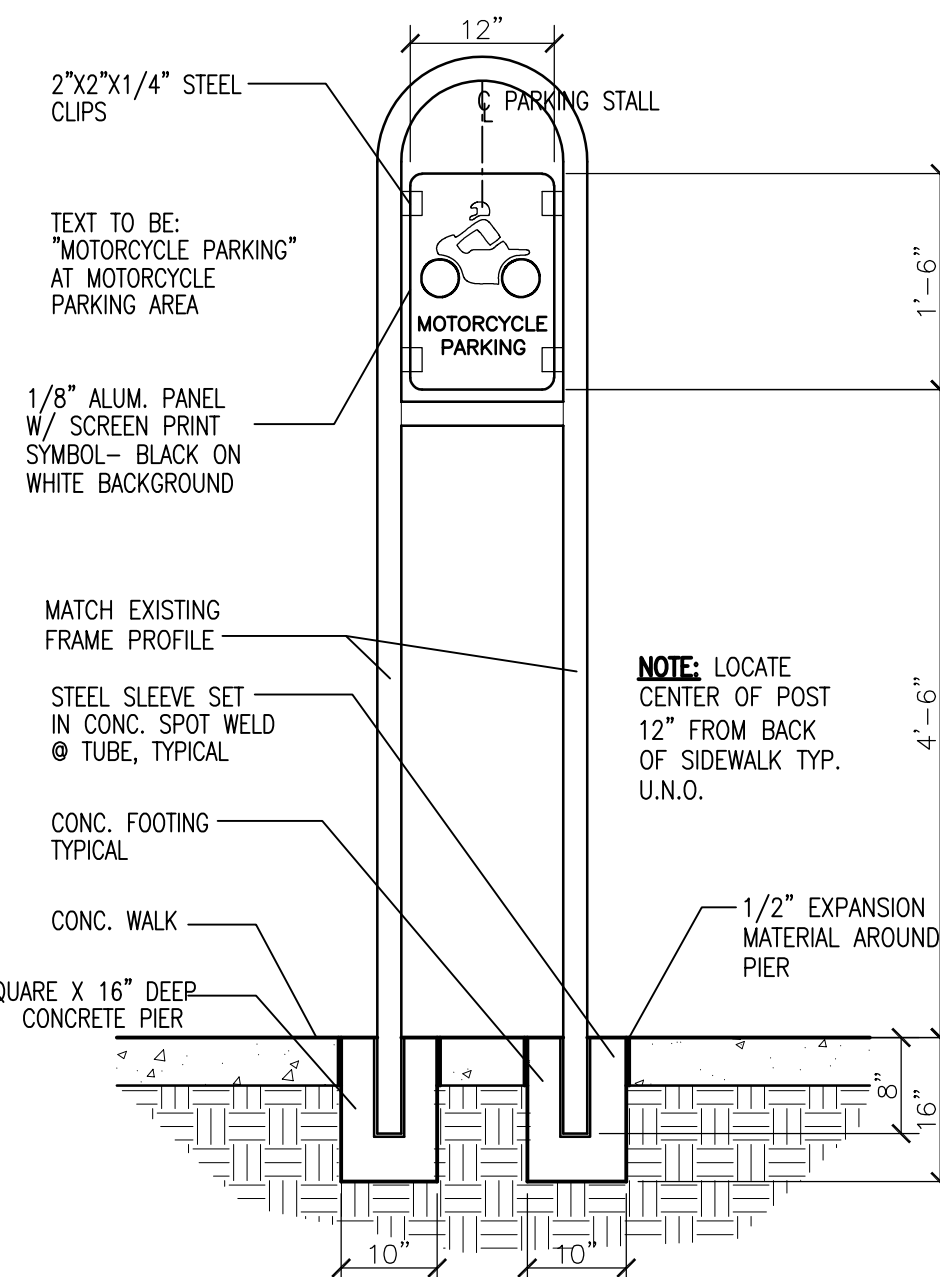 12"
2"X2"X1/4" STEEL
CLIPS
℄ PARKING STALL
TEXT TO BE:
"MOTORCYCLE PARKING"
AT MOTORCYCLE
PARKING AREA
MOTORCYCLE
PARKING
1'-6"
1/8" ALUM. PANEL
W/ SCREEN PRINT
SYMBOL– BLACK ON
WHITE BACKGROUND
MATCH EXISTING
FRAME PROFILE
STEEL SLEEVE SET
IN CONC. SPOT WELD
@ TUBE, TYPICAL
NOTE: LOCATE
CENTER OF POST
12" FROM BACK
OF SIDEWALK TYP.
U.N.O.
4'-6"
CONC. FOOTING
TYPICAL
CONC. WALK
1/2" EXPANSION
MATERIAL AROUND
PIER
X 16" DEEP
CONCRETE PIER
8"
16"
10"
10"